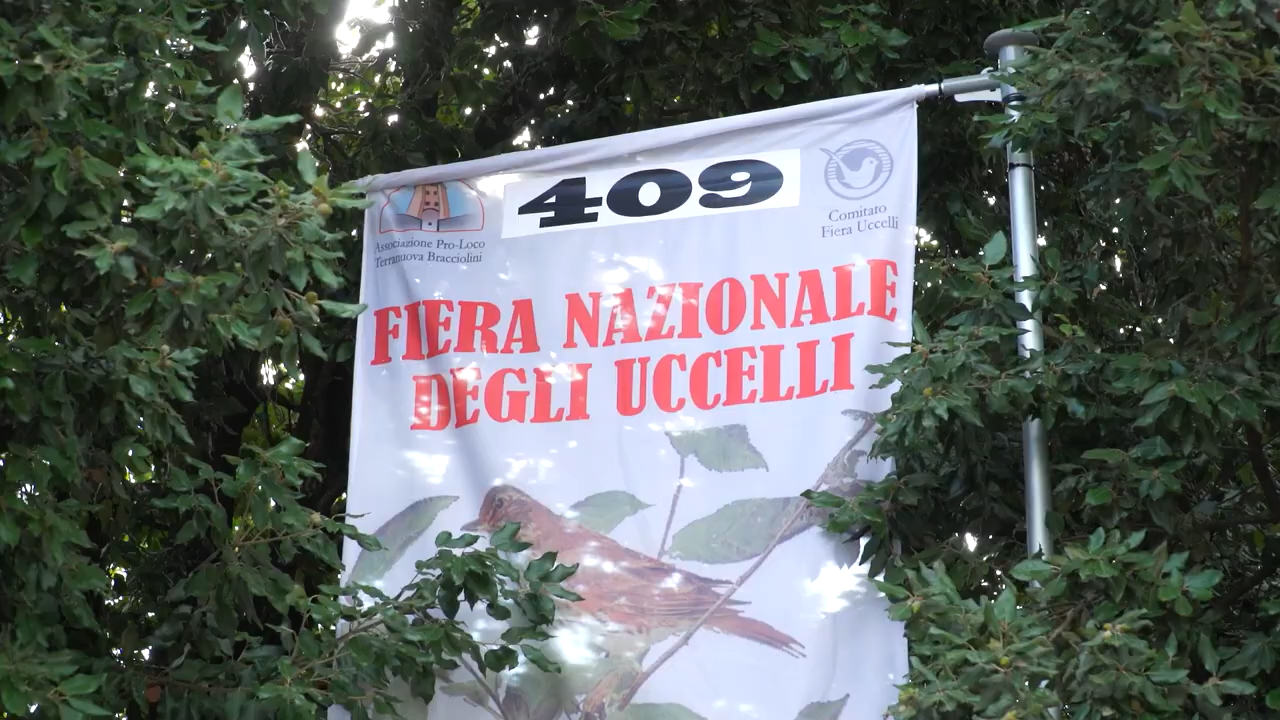 409
Associazione Pro-Loco
Terranuova Bracciolini
Comitato
Fiera Uccelli
FIERA NAZIONALE
DEGLI UCCELLI